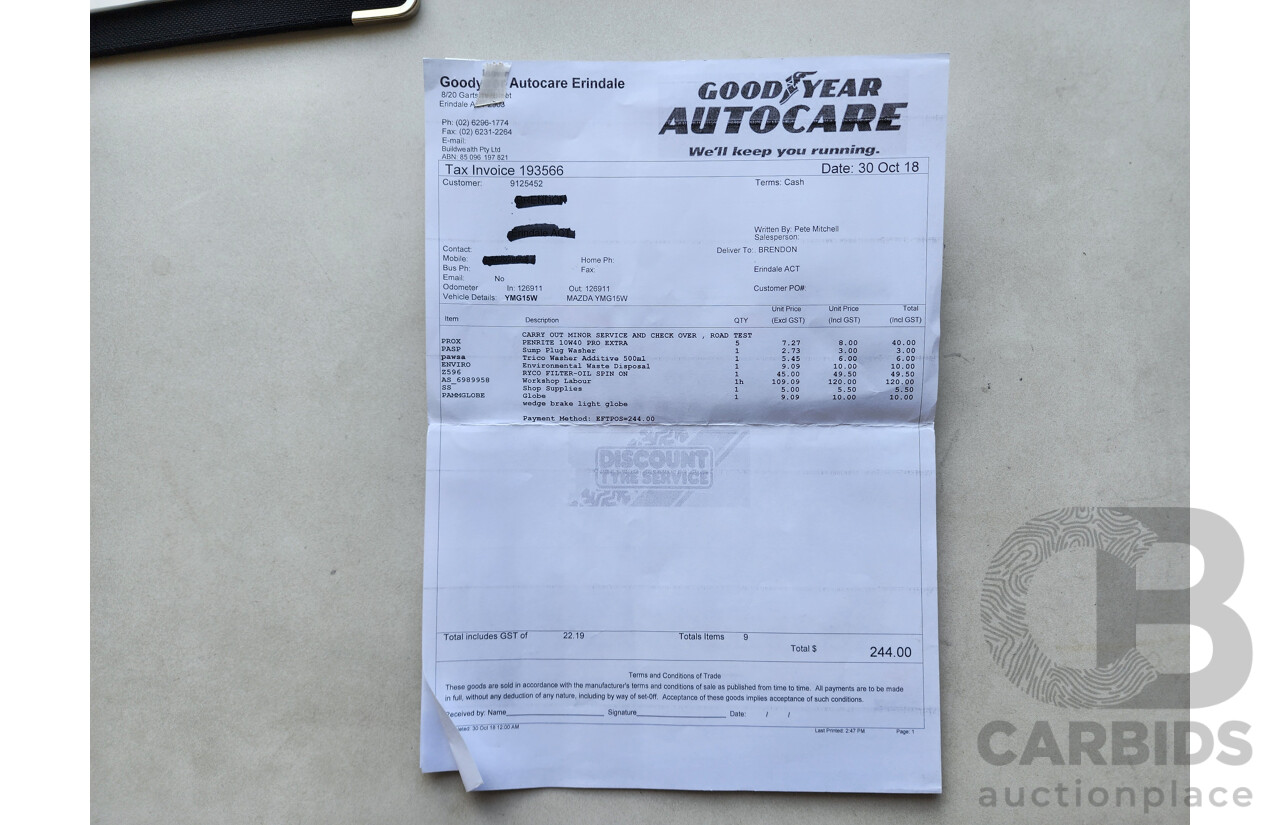 Goody Autocare Erindale
8/20 Garts et
Erindale A 2903
Ph: (02) 6296-1774
Fax: (02) 6231-2264
E-mail:
Buildwealth Pty Ltd
ABN: 85 096 197 821
GOODYEAR
AUTOCARE
We'll keep you running.
Tax Invoice 193566 Date: 30 Oct 18
Customer: 9125452 Terms: Cash
Written By: Pete Mitchell
Salesperson:
Contact: Deliver To: BRENDON
Mobile: Home Ph:
Bus Ph: Fax: Erindale ACT
Email: No
Odometer In: 126911 Out: 126911 Customer PO#:
Vehicle Details: YMG15W MAZDA YMG15W
Item Description QTY Unit Price (Excl GST) Unit Price (Incl GST) Total (Incl GST)
CARRY OUT MINOR SERVICE AND CHECK OVER , ROAD TEST
PROX PENRITE 10W40 PRO EXTRA 5 7.27 8.00 40.00
PASP Sump Plug Washer 1 2.73 3.00 3.00
pawsa Trico Washer Additive 500ml 1 5.45 6.00 6.00
ENVIRO Environmental Waste Disposal 1 9.09 10.00 10.00
Z596 RYCO FILTER-OIL SPIN ON 1 45.00 49.50 49.50
AS_6989958 Workshop Labour 1h 109.09 120.00 120.00
SS Shop Supplies 1 5.00 5.50 5.50
PAMMGLOBE Globe 1 9.09 10.00 10.00
wedge brake light globe
Payment Method: EFTPOS=244.00
DISCOUNT
TYRE SERVICE
Total includes GST of 22.19 Totals Items 9
Total $ 244.00
Terms and Conditions of Trade
These goods are sold in accordance with the manufacturer's terms and conditions of sale as published from time to time. All payments are to be made
in full, without any deduction of any nature, including by way of set-Off. Acceptance of these goods implies acceptance of such conditions.
eceived by: Name Signature Date: / /
30 Oct 18 12:00 AM Last Printed: 2:47 PM Page: 1
CB
CARBIDS
auctionplace